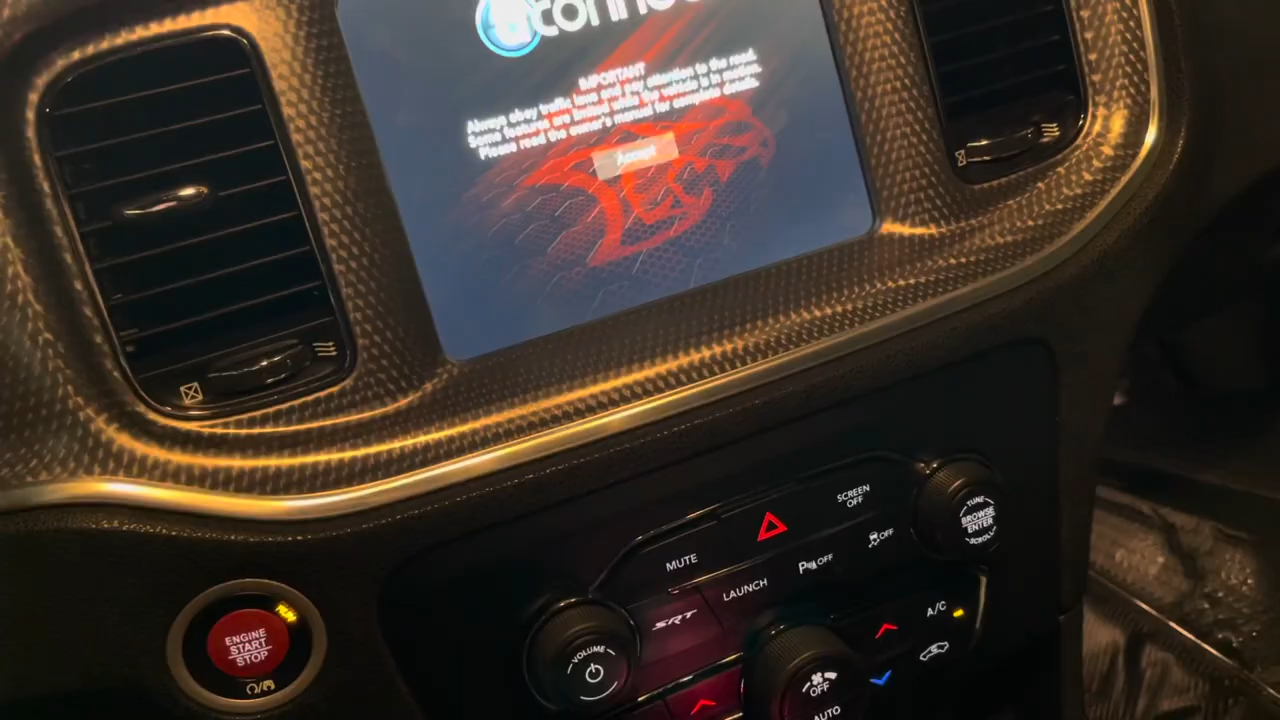 IMPORTANT
Always obey traffic laws and pay attention to the road.
Some features are limited while the vehicle is in motion.
Please read the owner's manual for complete details.
Accept
SCREEN
OFF
MUTE
TUNE
BROWSE
ENTER
SCROLL
OFF
P OFF
LAUNCH
SRT
A/C
RUN
ENGINE
START
STOP
VOLUME
OFF
AUTO